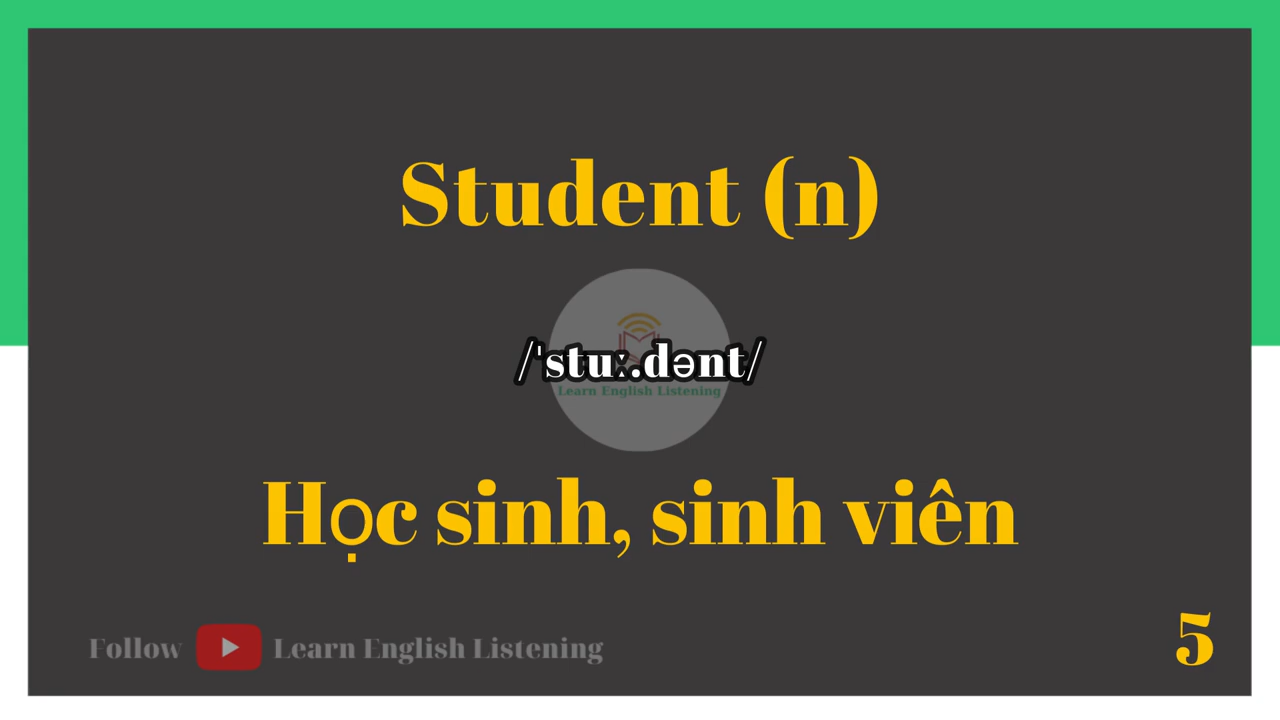 Student (n)
/ˈstuː.dənt/
Learn English Listening
Học sinh, sinh viên
Follow Learn English Listening
5